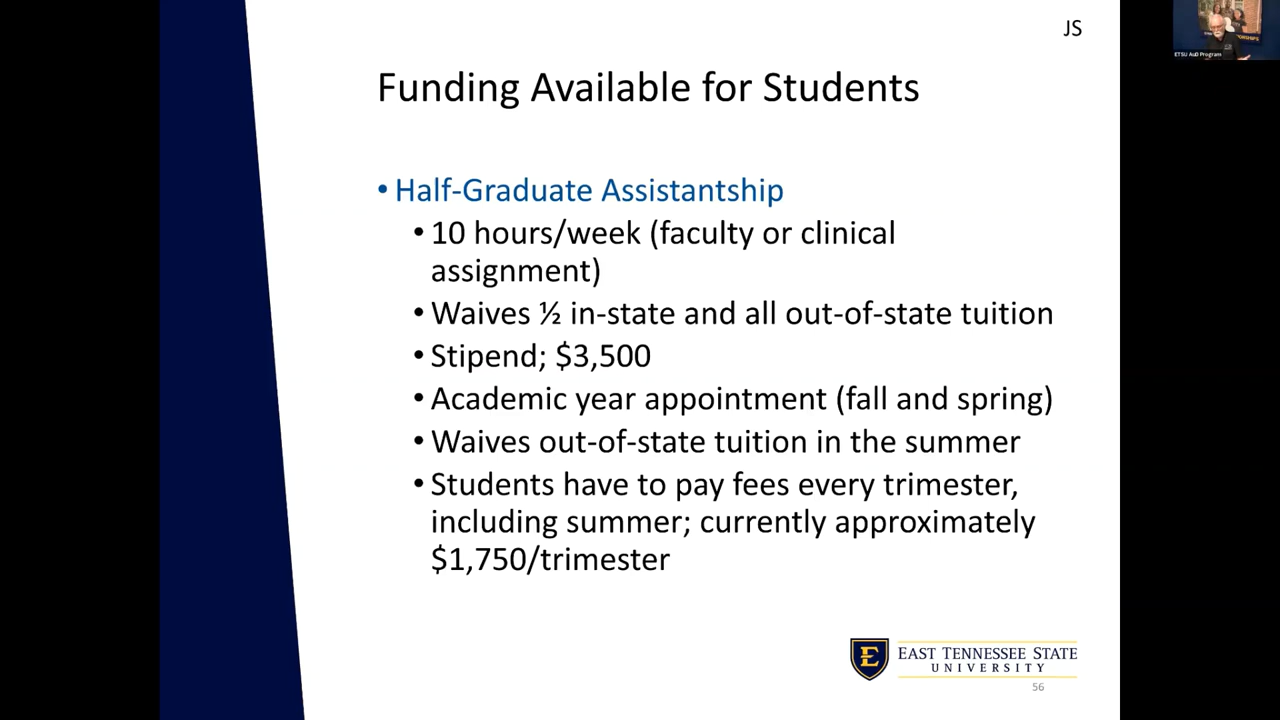 JS
ETSU AuD Program
Funding Available for Students
• Half-Graduate Assistantship
• 10 hours/week (faculty or clinical
assignment)
• Waives ½ in-state and all out-of-state tuition
• Stipend; $3,500
• Academic year appointment (fall and spring)
• Waives out-of-state tuition in the summer
• Students have to pay fees every trimester,
including summer; currently approximately
$1,750/trimester
E
EAST TENNESSEE STATE
UNIVERSITY
56